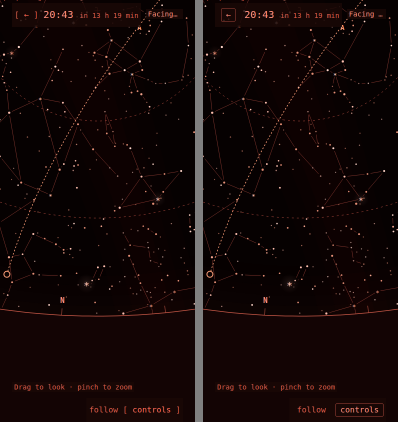 [ ← ] 20:43 in 13 h 19 min Facing…
N
Drag to look · pinch to zoom
follow [ controls ]
← 20:43 in 13 h 19 min Facing …
N
Drag to look · pinch to zoom
follow controls